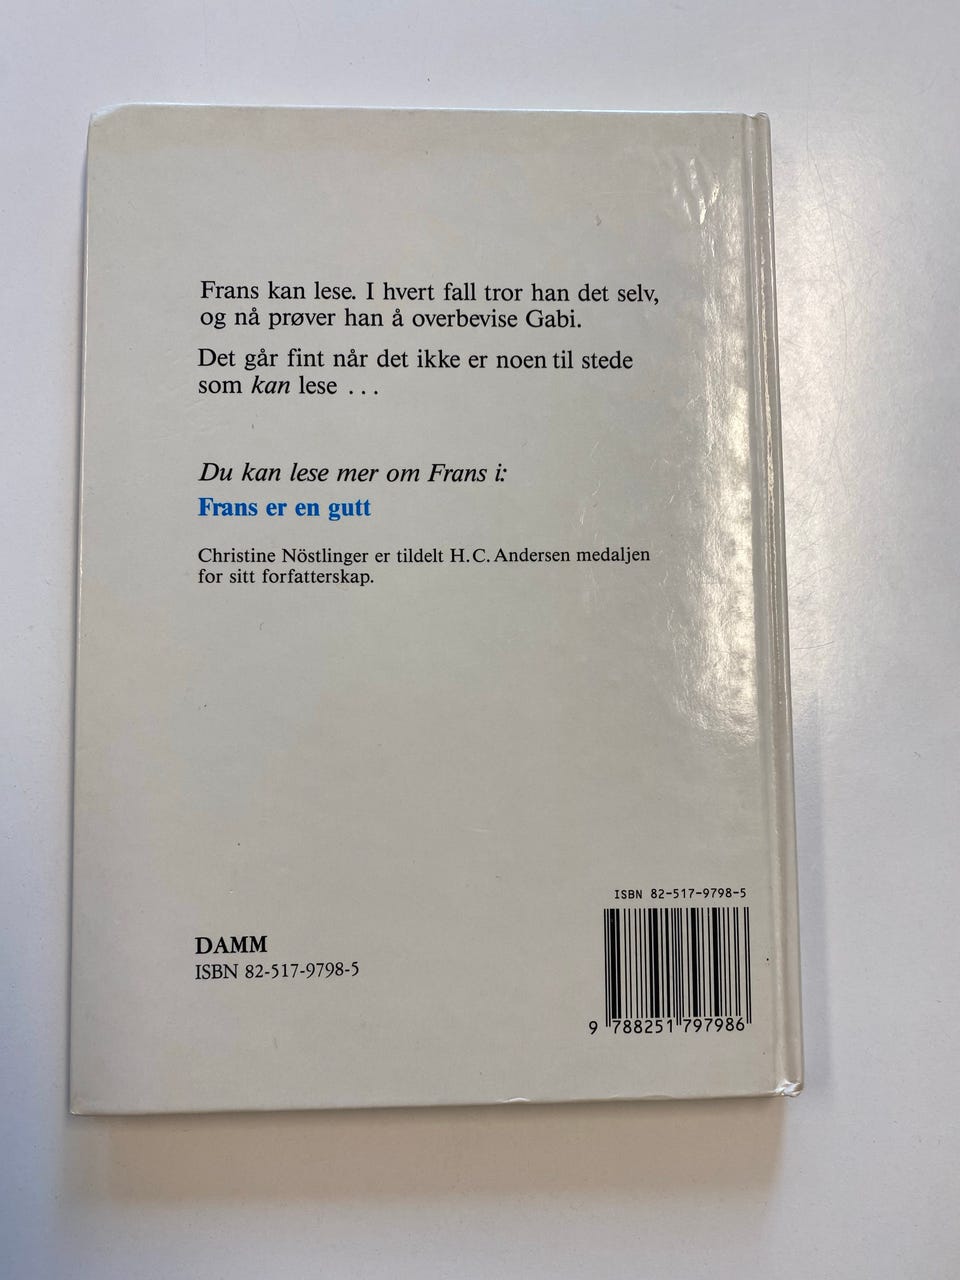 Frans kan lese. I hvert fall tror han det selv,
og nå prøver han å overbevise Gabi.
Det går fint når det ikke er noen til stede
som kan lese ...
Du kan lese mer om Frans i:
Frans er en gutt
Christine Nöstlinger er tildelt H.C. Andersen medaljen
for sitt forfatterskap.
DAMM
ISBN 82-517-9798-5
ISBN 82-517-9798-5
9 788251 797986